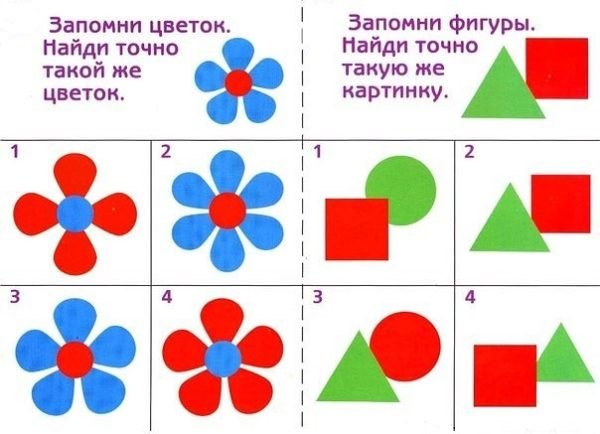 Запомни цветок.
Найди точно
такой же
цветок.
Запомни фигуры.
Найди точно
такую же
картинку.
1
2
1
2
3
4
3
4